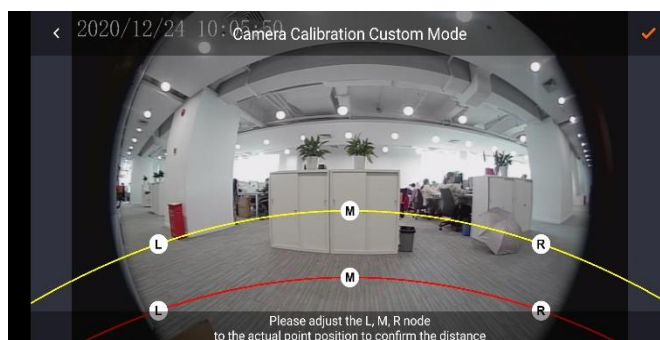 2020/12/24 10:05:50
Camera Calibration Custom Mode
M
L
R
M
L
R
Please adjust the L, M, R node
to the actual point position to confirm the distance